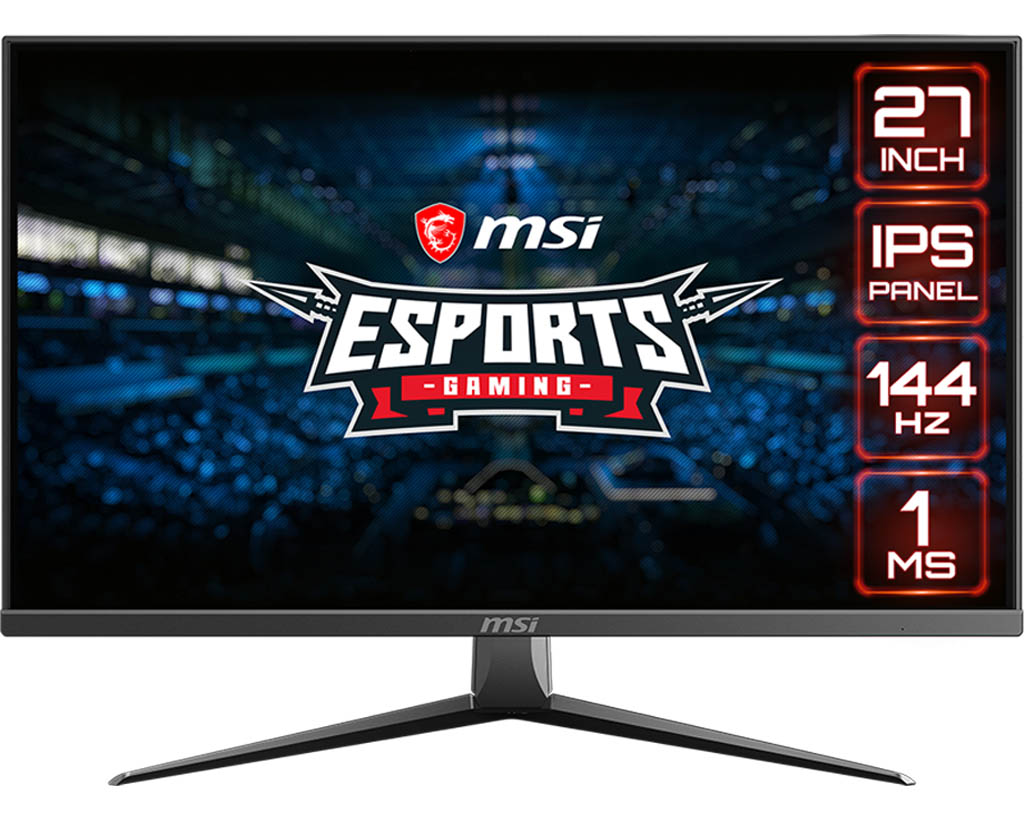 msi
ESPORTS
-GAMING-
27
INCH
IPS
PANEL
144
HZ
1
MS
msi